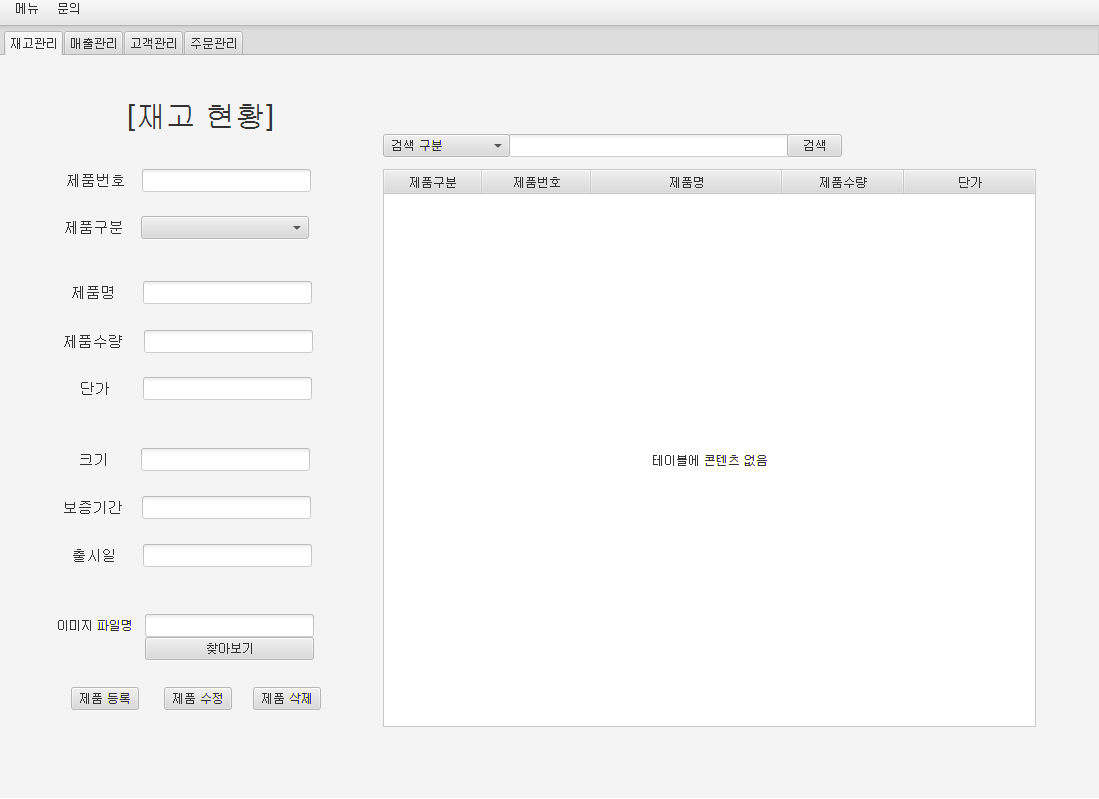 메뉴 문의
재고관리 매출관리 고객관리 주문관리
[재고 현황]
검색 구분 검색
제품번호
제품구분
제품명
제품수량
단가
크기
보증기간
출시일
이미지 파일명
찾아보기
제품 등록 제품 수정 제품 삭제
제품구분 제품번호 제품명 제품수량 단가
테이블에 콘텐츠 없음